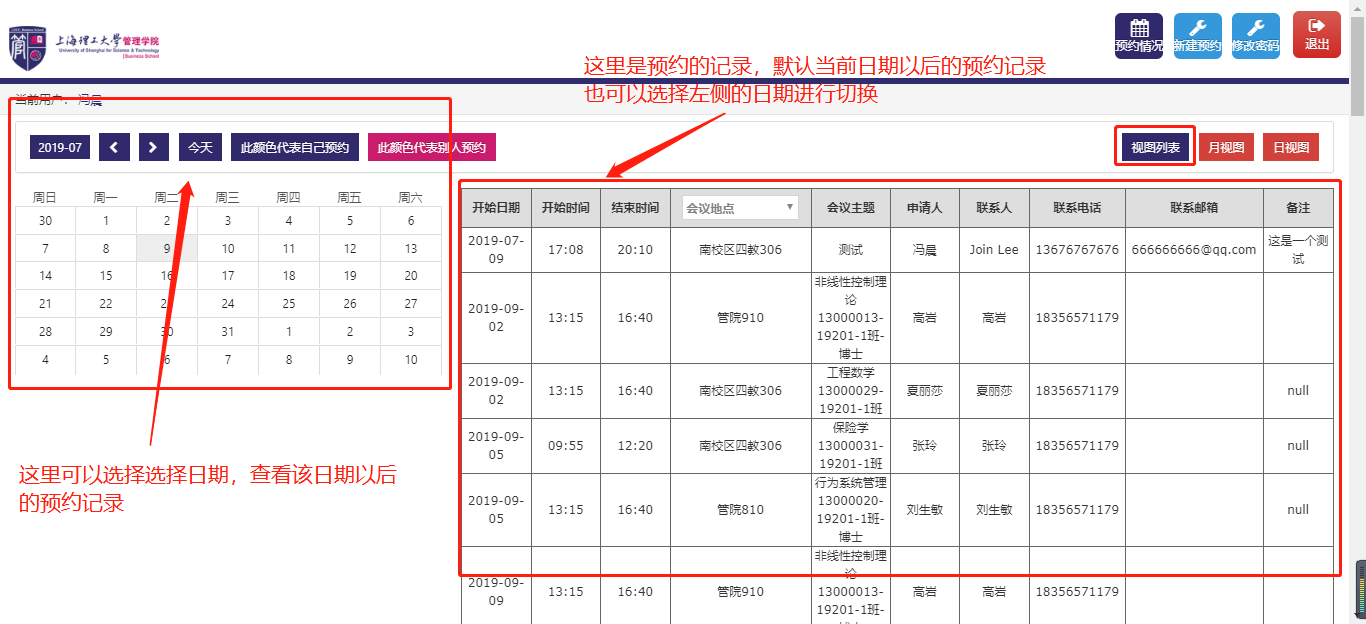 上海理工大学管理学院
University of Shanghai for Science & Technology
Business School
预约情况
新建预约
修改密码
退出
这里是预约的记录，默认当前日期以后的预约记录
也可以选择左侧的日期进行切换
当前用户： 冯晨
2019-07
今天
此颜色代表自己预约
此颜色代表别人预约
视图列表
月视图
日视图
周日 周一 周二 周三 周四 周五 周六
30 1 2 3 4 5 6
7 8 9 10 11 12 13
14 15 16 17 18 19 20
21 22 23 24 25 26 27
28 29 30 31 1 2 3
4 5 6 7 8 9 10
这里可以选择选择日期，查看该日期以后
的预约记录
开始日期 开始时间 结束时间 会议地点 会议主题 申请人 联系人 联系电话 联系邮箱 备注
2019-07-
09
17:08 20:10 南校区四教306 测试 冯晨 Join Lee 13676767676 666666666@qq.com
这是一个测
试
2019-09-
02
13:15 16:40 管院910
非线性控制理
论
13000013-
19201-1班-
博士
高岩 高岩 18356571179
2019-09-
02
13:15 16:40 南校区四教306
工程数学
13000029-
19201-1班
夏丽莎 夏丽莎 18356571179 null
2019-09-
05
09:55 12:20 南校区四教306
保险学
13000031-
19201-1班
张玲 张玲 18356571179 null
2019-09-
05
13:15 16:40 管院810
行为系统管理
13000020-
19201-1班-
博士
刘生敏 刘生敏 18356571179 null
2019-09-
09
13:15 16:40 管院910
非线性控制理
论
13000013-
19201-1班-
高岩 高岩 18356571179